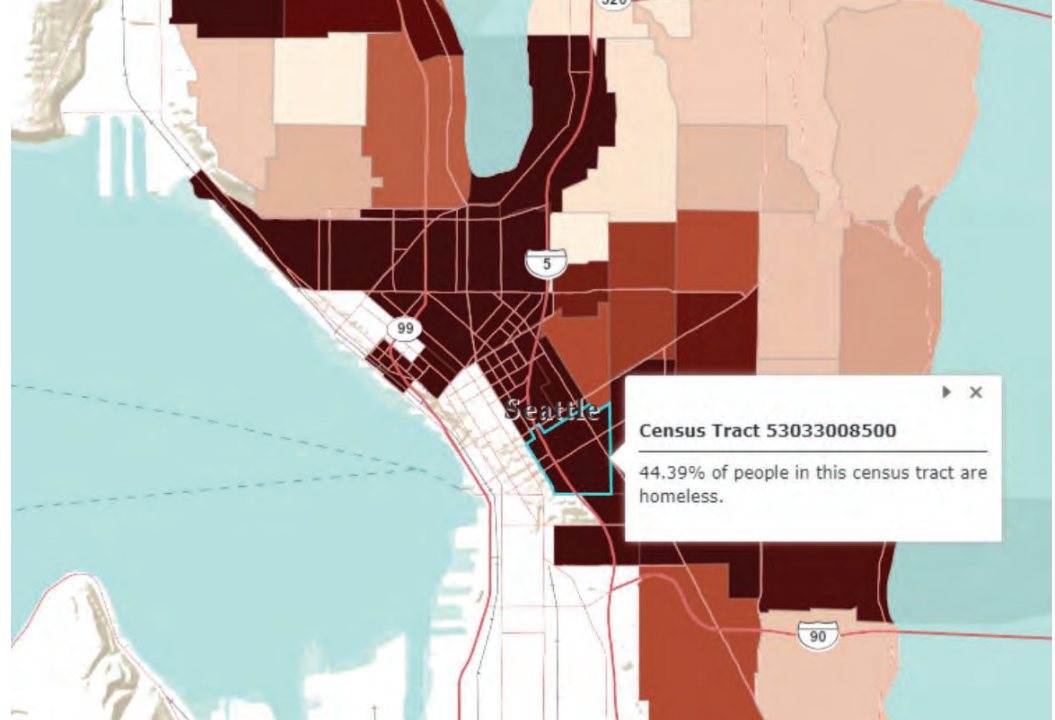 520
5
99
Seattle
Census Tract 53033008500
44.39% of people in this census tract are
homeless.
90